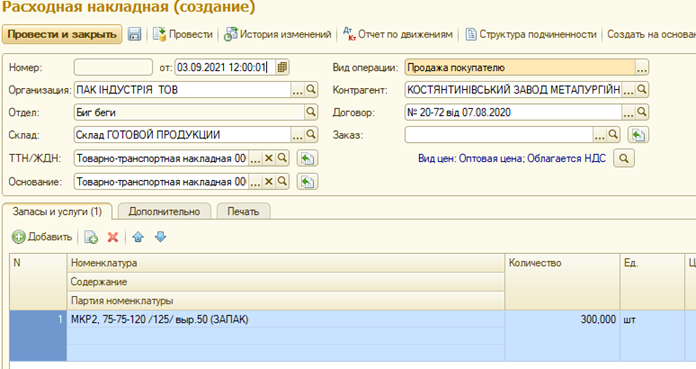 Расходная накладная (создание)
Провести и закрыть Провести История изменений Дт Кт Отчет по движениям Структура подчиненности Создать на основан
Номер: от: 03.09.2021 12:00:01 Вид операции: Продажа покупателю ...
Организация: ПАК ІНДУСТРІЯ ТОВ ... Контрагент: КОСТЯНТИНІВСЬКИЙ ЗАВОД МЕТАЛУРГІЙН ...
Отдел: Биг беги ... Договор: № 20-72 від 07.08.2020 ...
Склад: Склад ГОТОВОЙ ПРОДУКЦИИ ... Заказ: ...
ТТН/ЖДН: Товарно-транспортная накладная 00 ... Вид цен: Оптовая цена; Облагается НДС
Основание: Товарно-транспортная накладная 00 ...
Запасы и услуги (1) Дополнительно Печать
Добавить
N Номенклатура Количество Ед. Ц
Содержание
Партия номенклатуры
1 МКР2, 75-75-120 /125/ выр.50 (ЗАПАК) 300,000 шт